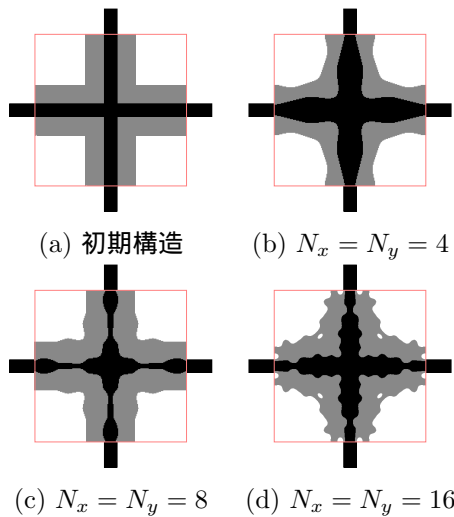 (a) 初期構造
(b) N_x = N_y = 4
(c) N_x = N_y = 8
(d) N_x = N_y = 16